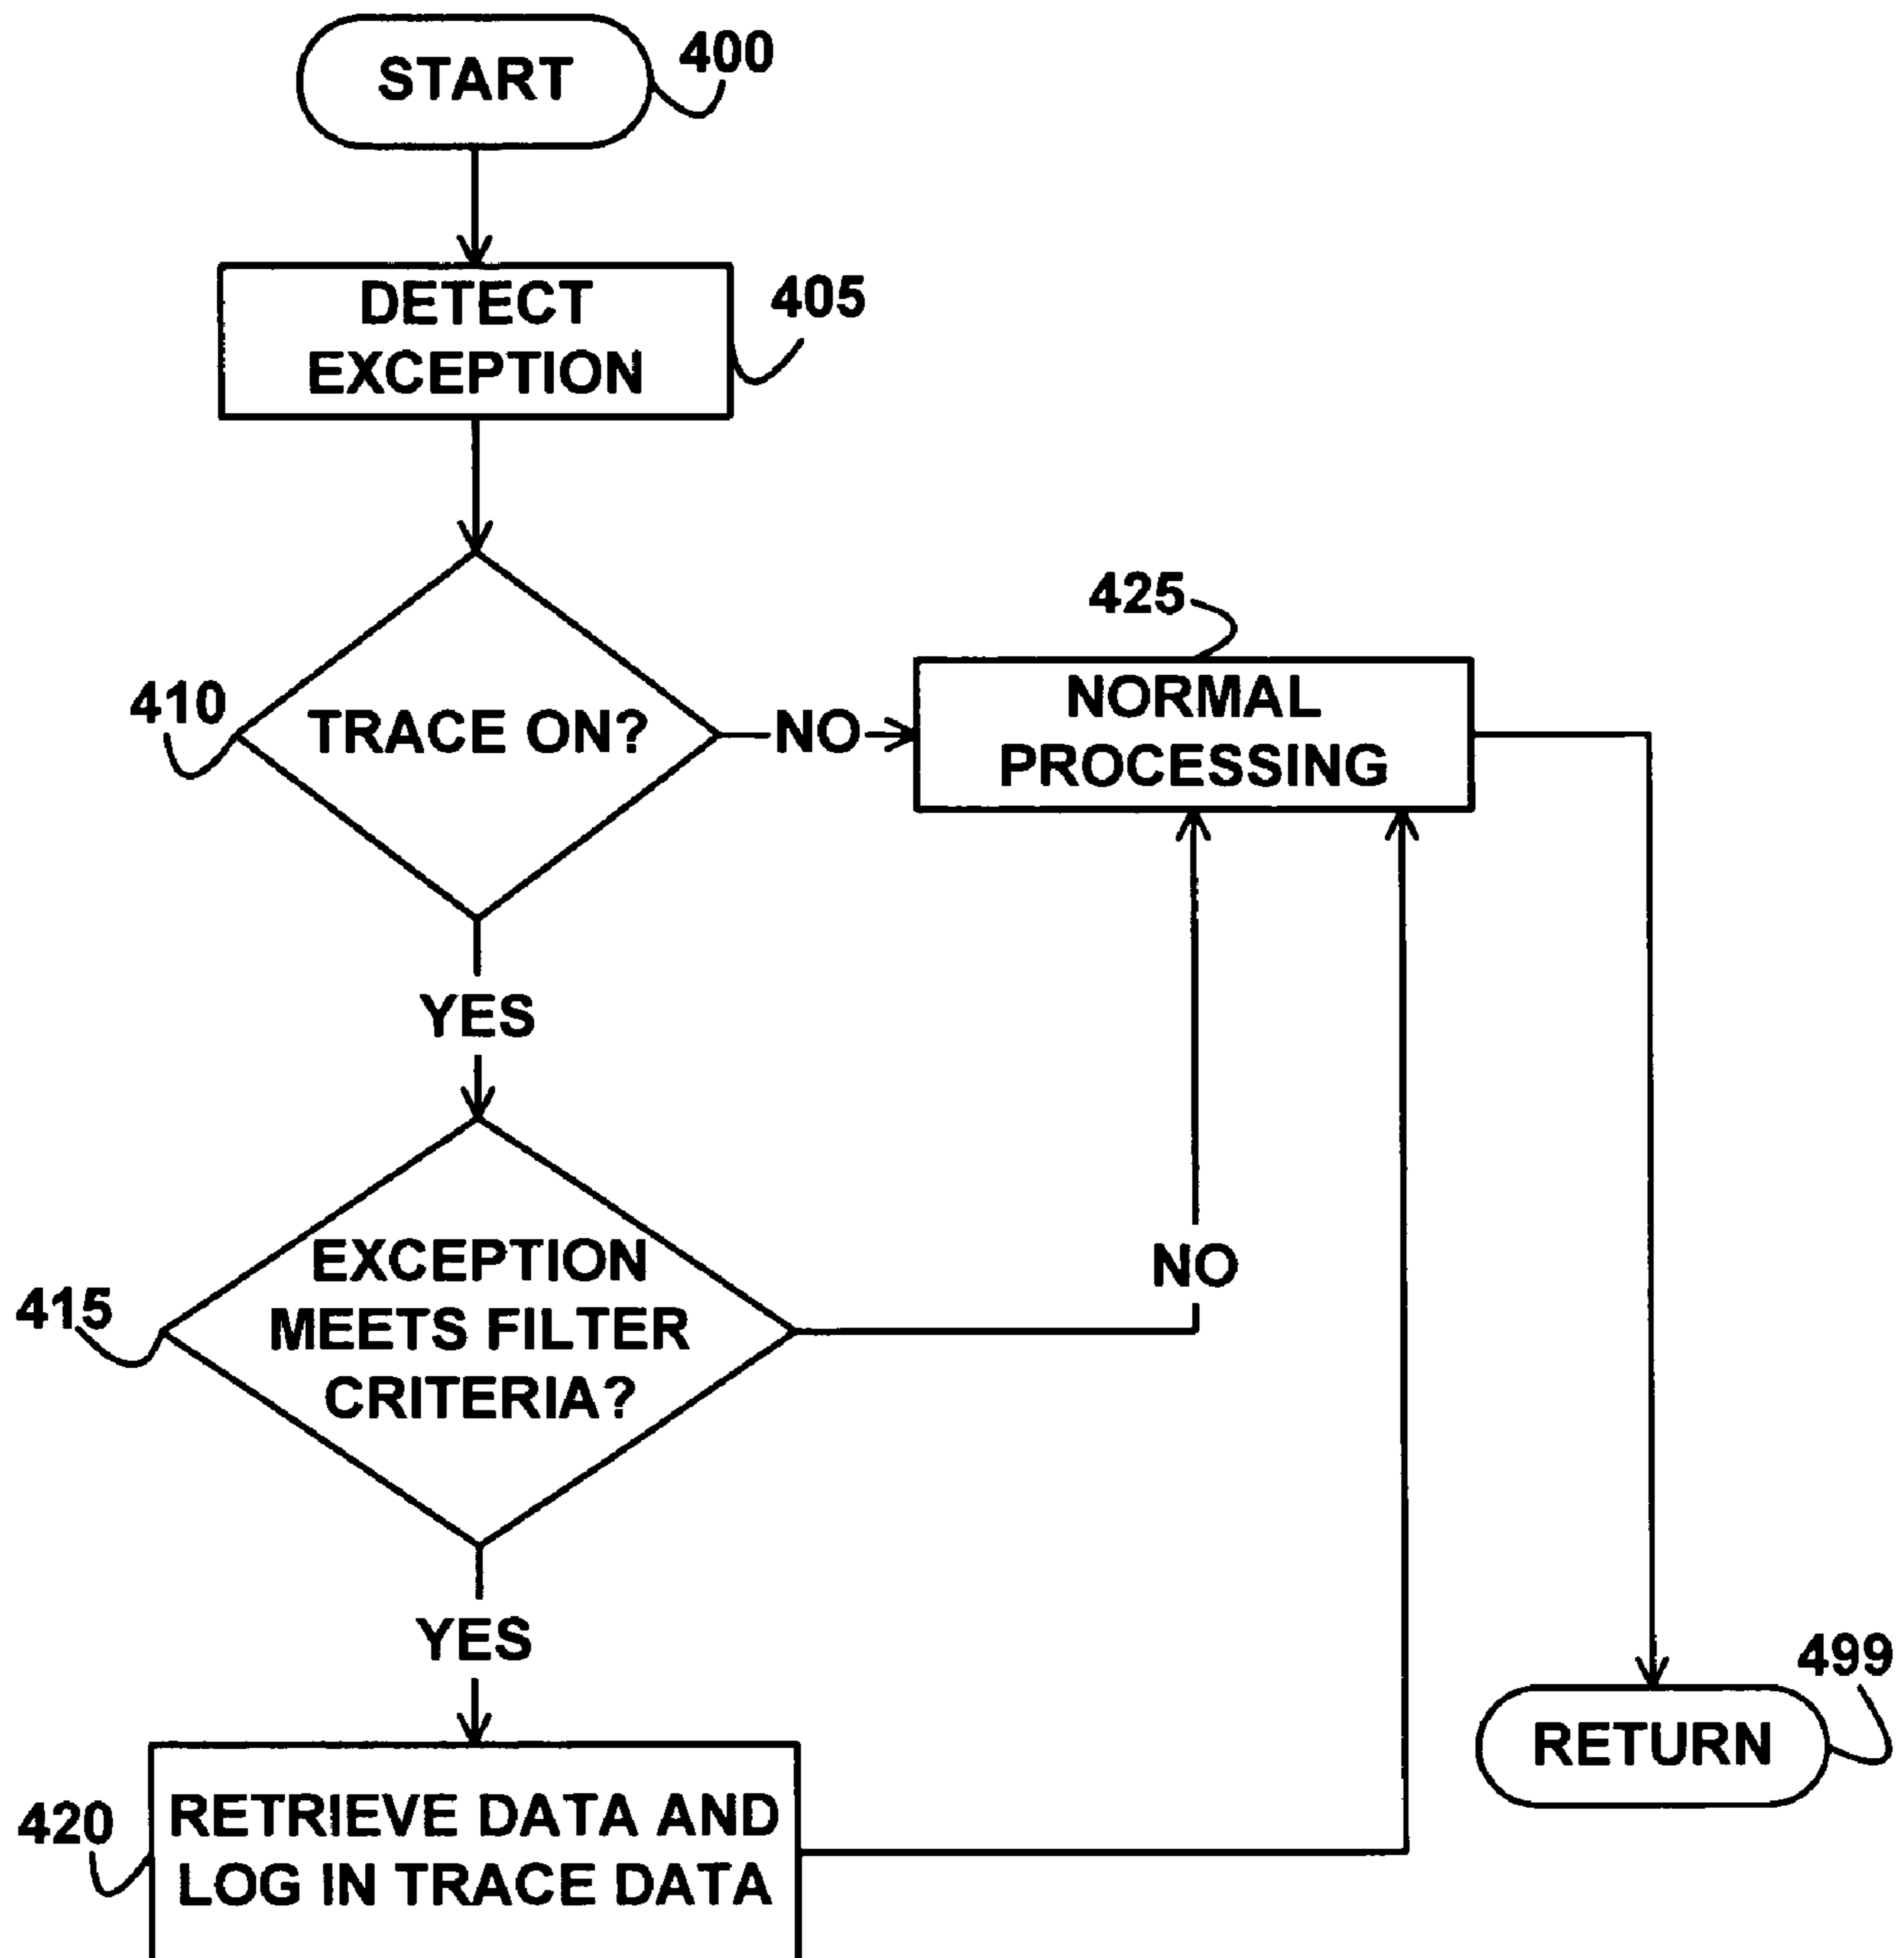 START
400
DETECT
EXCEPTION
405
410
TRACE ON?
NO
425
NORMAL
PROCESSING
YES
415
EXCEPTION
MEETS FILTER
CRITERIA?
NO
YES
420
RETRIEVE DATA AND
LOG IN TRACE DATA
499
RETURN